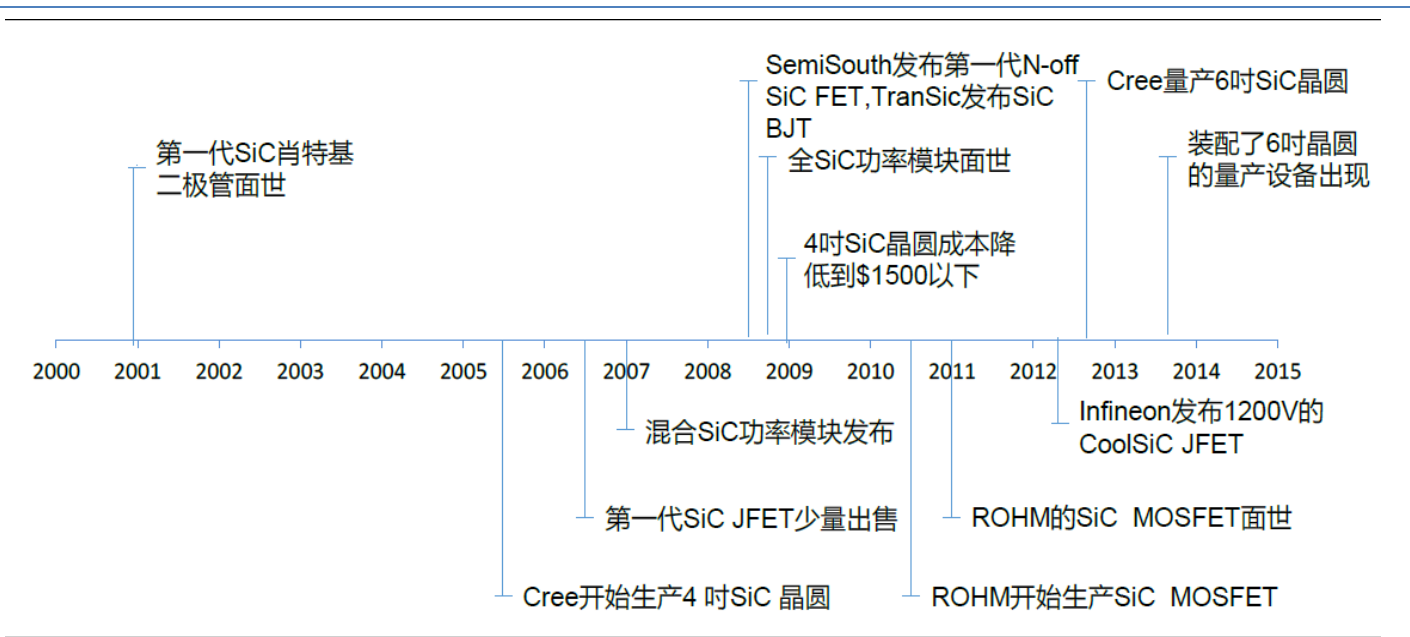 SemiSouth发布第一代N-off
SiC FET,TranSic发布SiC
BJT
Cree量产6吋SiC晶圆
第一代SiC肖特基
二极管面世
全SiC功率模块面世
装配了6吋晶圆
的量产设备出现
4吋SiC晶圆成本降
低到$1500以下
2000 2001 2002 2003 2004 2005 2006 2007 2008 2009 2010 2011 2012 2013 2014 2015
混合SiC功率模块发布
Infineon发布1200V的
CoolSiC JFET
第一代SiC JFET少量出售
ROHM的SiC MOSFET面世
Cree开始生产4 吋SiC 晶圆
ROHM开始生产SiC MOSFET